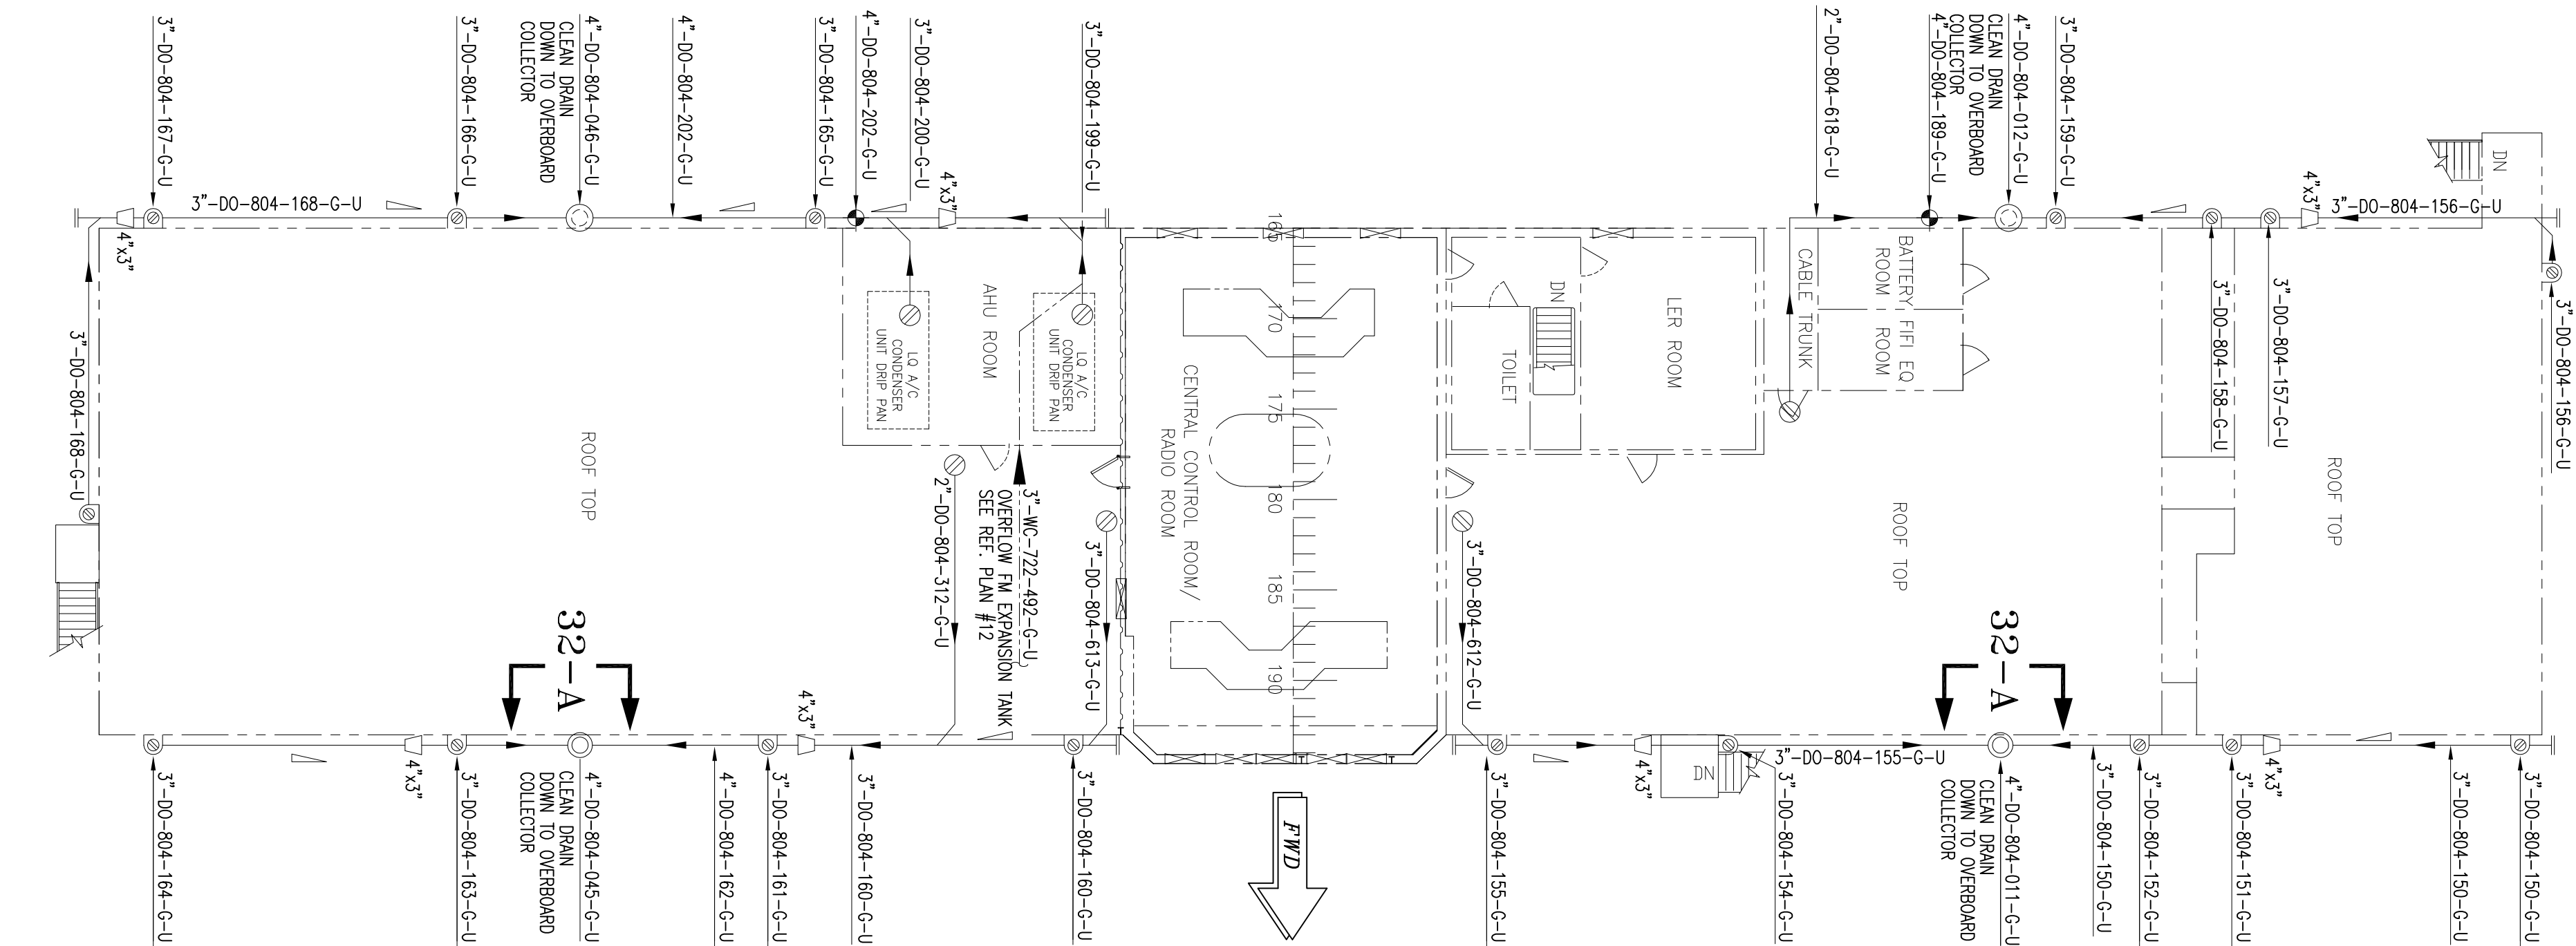 3"-DO-804-167-G-U
3"-DO-804-166-G-U
4"-DO-804-046-G-U
CLEAN DRAIN
DOWN TO OVERBOARD
COLLECTOR
4"-DO-804-202-G-U
3"-DO-804-165-G-U
4"-DO-804-202-G-U
3"-DO-804-200-G-U
3"-DO-804-199-G-U
2"-DO-804-618-G-U
4"-DO-804-189-G-U
4"-DO-804-012-G-U
CLEAN DRAIN
DOWN TO OVERBOARD
COLLECTOR
3"-DO-804-159-G-U
DN
4"x3"
3"-DO-804-168-G-U
4"x3"
4"x3"
3"-DO-804-156-G-U
3"-DO-804-156-G-U
3"-DO-804-157-G-U
3"-DO-804-158-G-U
3"-DO-804-168-G-U
ROOF TOP
AHU ROOM
LQ A/C
CONDENSER
UNIT DRIP PAN
LQ A/C
CONDENSER
UNIT DRIP PAN
165
170
175
180
185
190
CENTRAL CONTROL ROOM/
RADIO ROOM
TOILET
DN
LER ROOM
CABLE TRUNK
BATTERY
ROOM
FIFI EQ
ROOM
ROOF TOP
ROOF TOP
2"-DO-804-312-G-U
3"-WC-722-492-G-U
OVERFLOW FM EXPANSION TANK
SEE REF. PLAN #12
3"-DO-804-613-G-U
3"-DO-804-612-G-U
32-A
32-A
4"x3"
4"x3"
4"x3"
4"x3"
DN
3"-DO-804-155-G-U
3"-DO-804-164-G-U
3"-DO-804-163-G-U
4"-DO-804-045-G-U
CLEAN DRAIN
DOWN TO OVERBOARD
COLLECTOR
4"-DO-804-162-G-U
3"-DO-804-161-G-U
3"-DO-804-160-G-U
3"-DO-804-160-G-U
FWD
3"-DO-804-155-G-U
3"-DO-804-154-G-U
4"-DO-804-011-G-U
CLEAN DRAIN
DOWN TO OVERBOARD
COLLECTOR
3"-DO-804-150-G-U
3"-DO-804-152-G-U
3"-DO-804-151-G-U
3"-DO-804-150-G-U
3"-DO-804-150-G-U